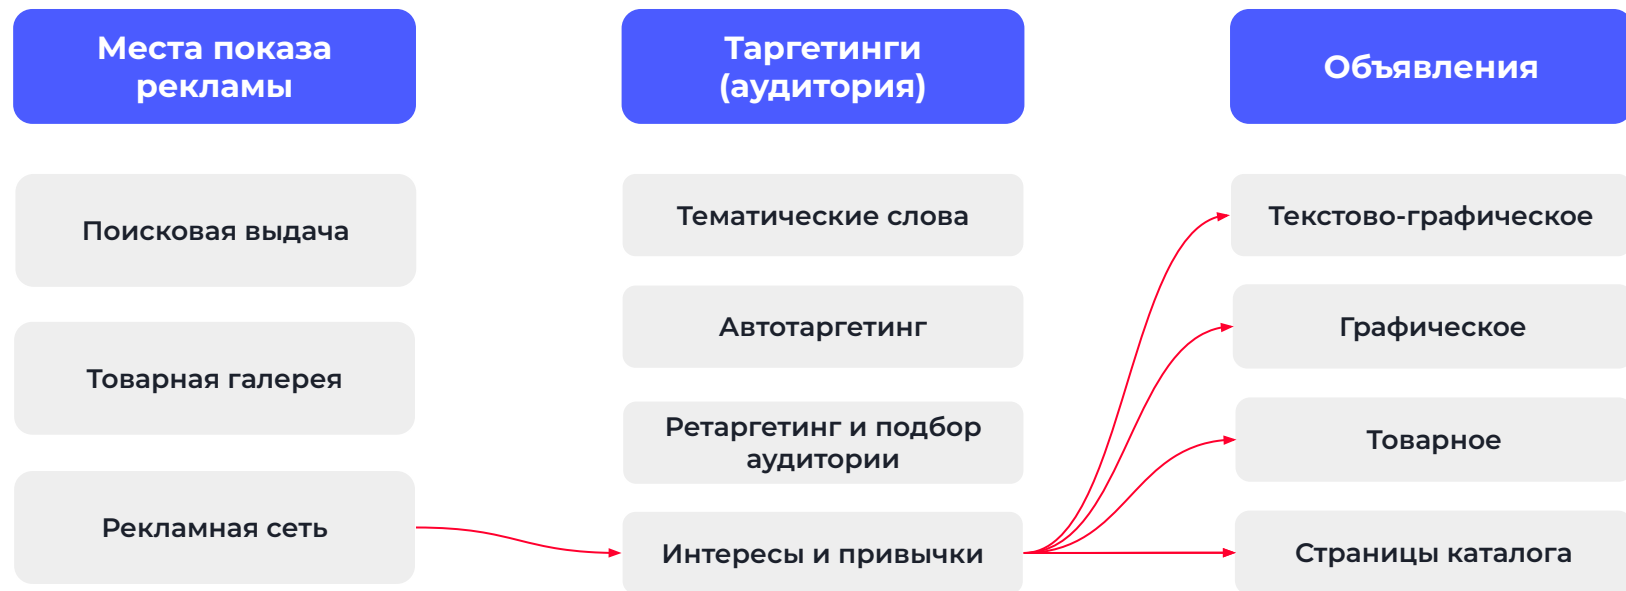 Места показа
рекламы
Таргетинги
(аудитория)
Объявления
Поисковая выдача
Товарная галерея
Рекламная сеть
Тематические слова
Автотаргетинг
Ретаргетинг и подбор
аудитории
Интересы и привычки
Текстово-графическое
Графическое
Товарное
Страницы каталога